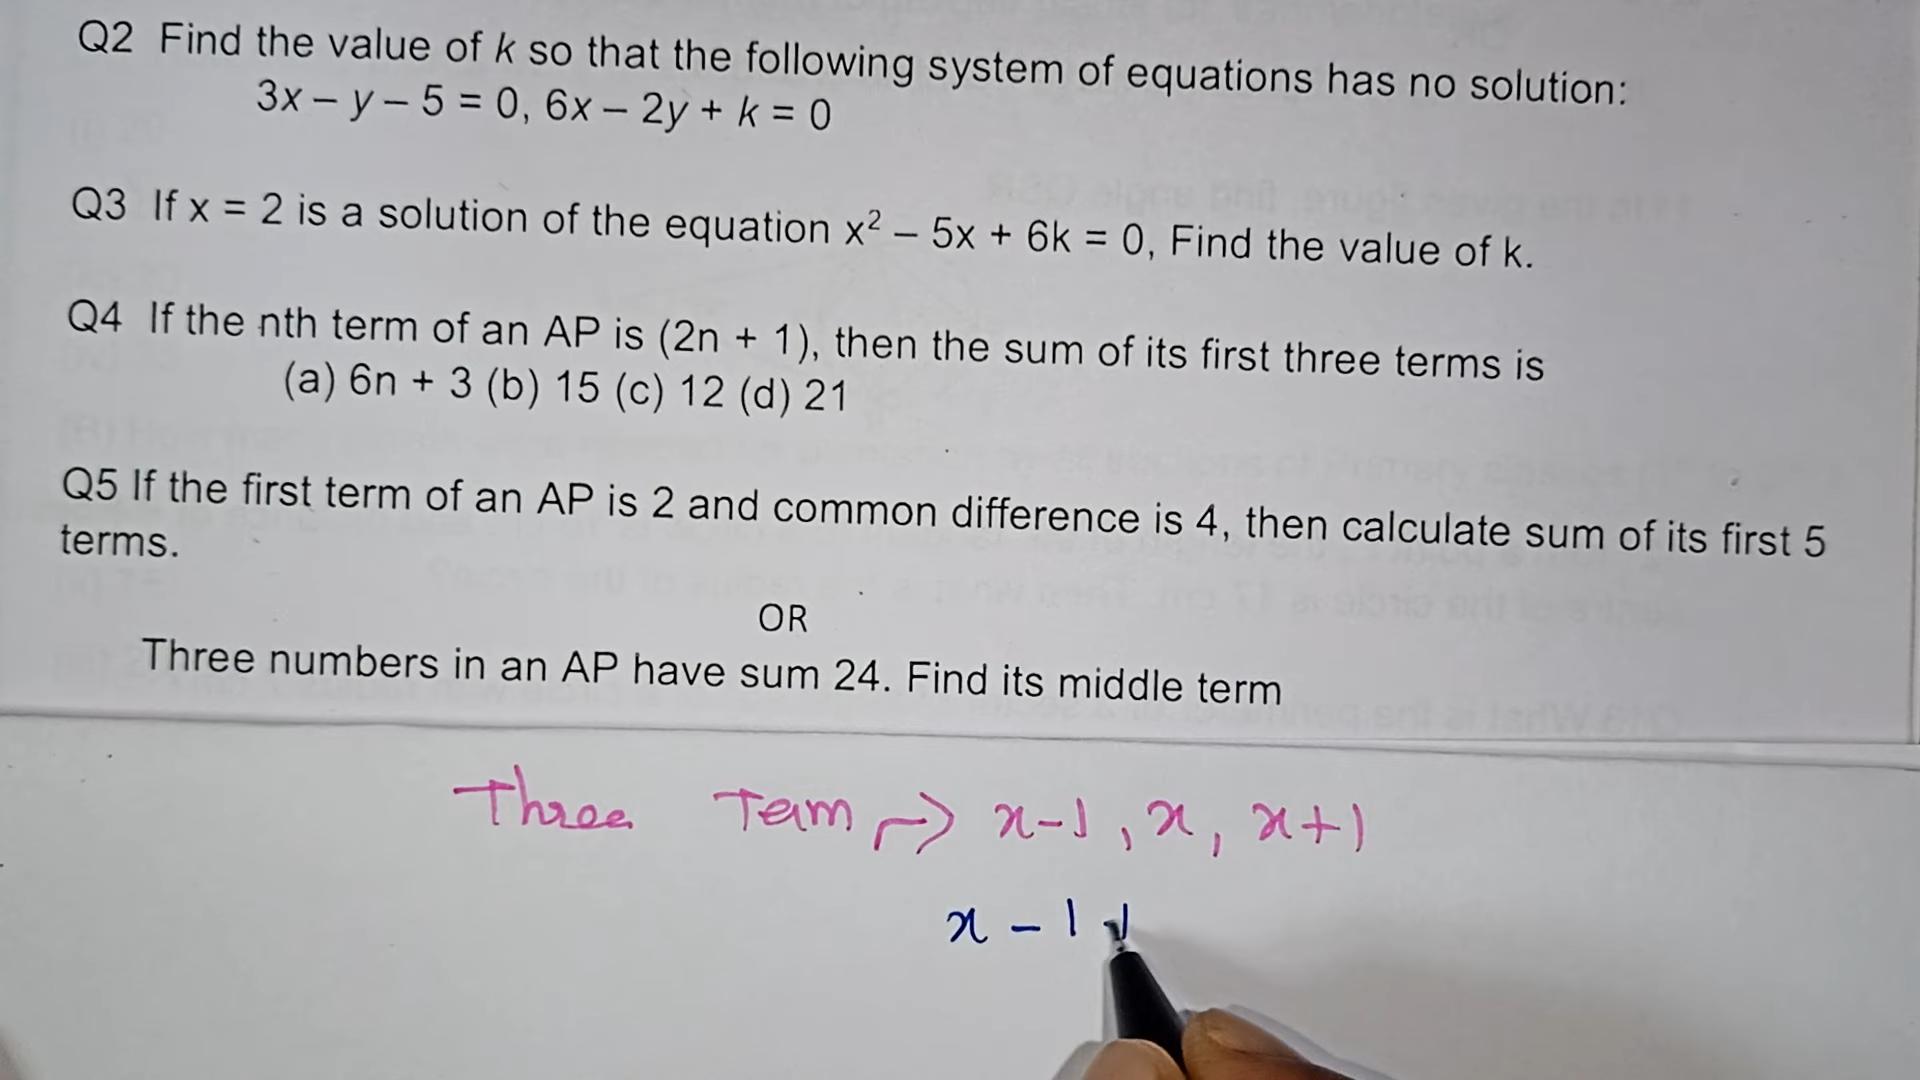 Q2 Find the value of k so that the following system of equations has no solution:
3x – y – 5 = 0, 6x – 2y + k = 0
Q3 If x = 2 is a solution of the equation x² – 5x + 6k = 0, Find the value of k.
Q4 If the nth term of an AP is (2n + 1), then the sum of its first three terms is
(a) 6n + 3 (b) 15 (c) 12 (d) 21
Q5 If the first term of an AP is 2 and common difference is 4, then calculate sum of its first 5
terms.
OR
Three numbers in an AP have sum 24. Find its middle term
Three Term → x-1, x, x+1
x - 1